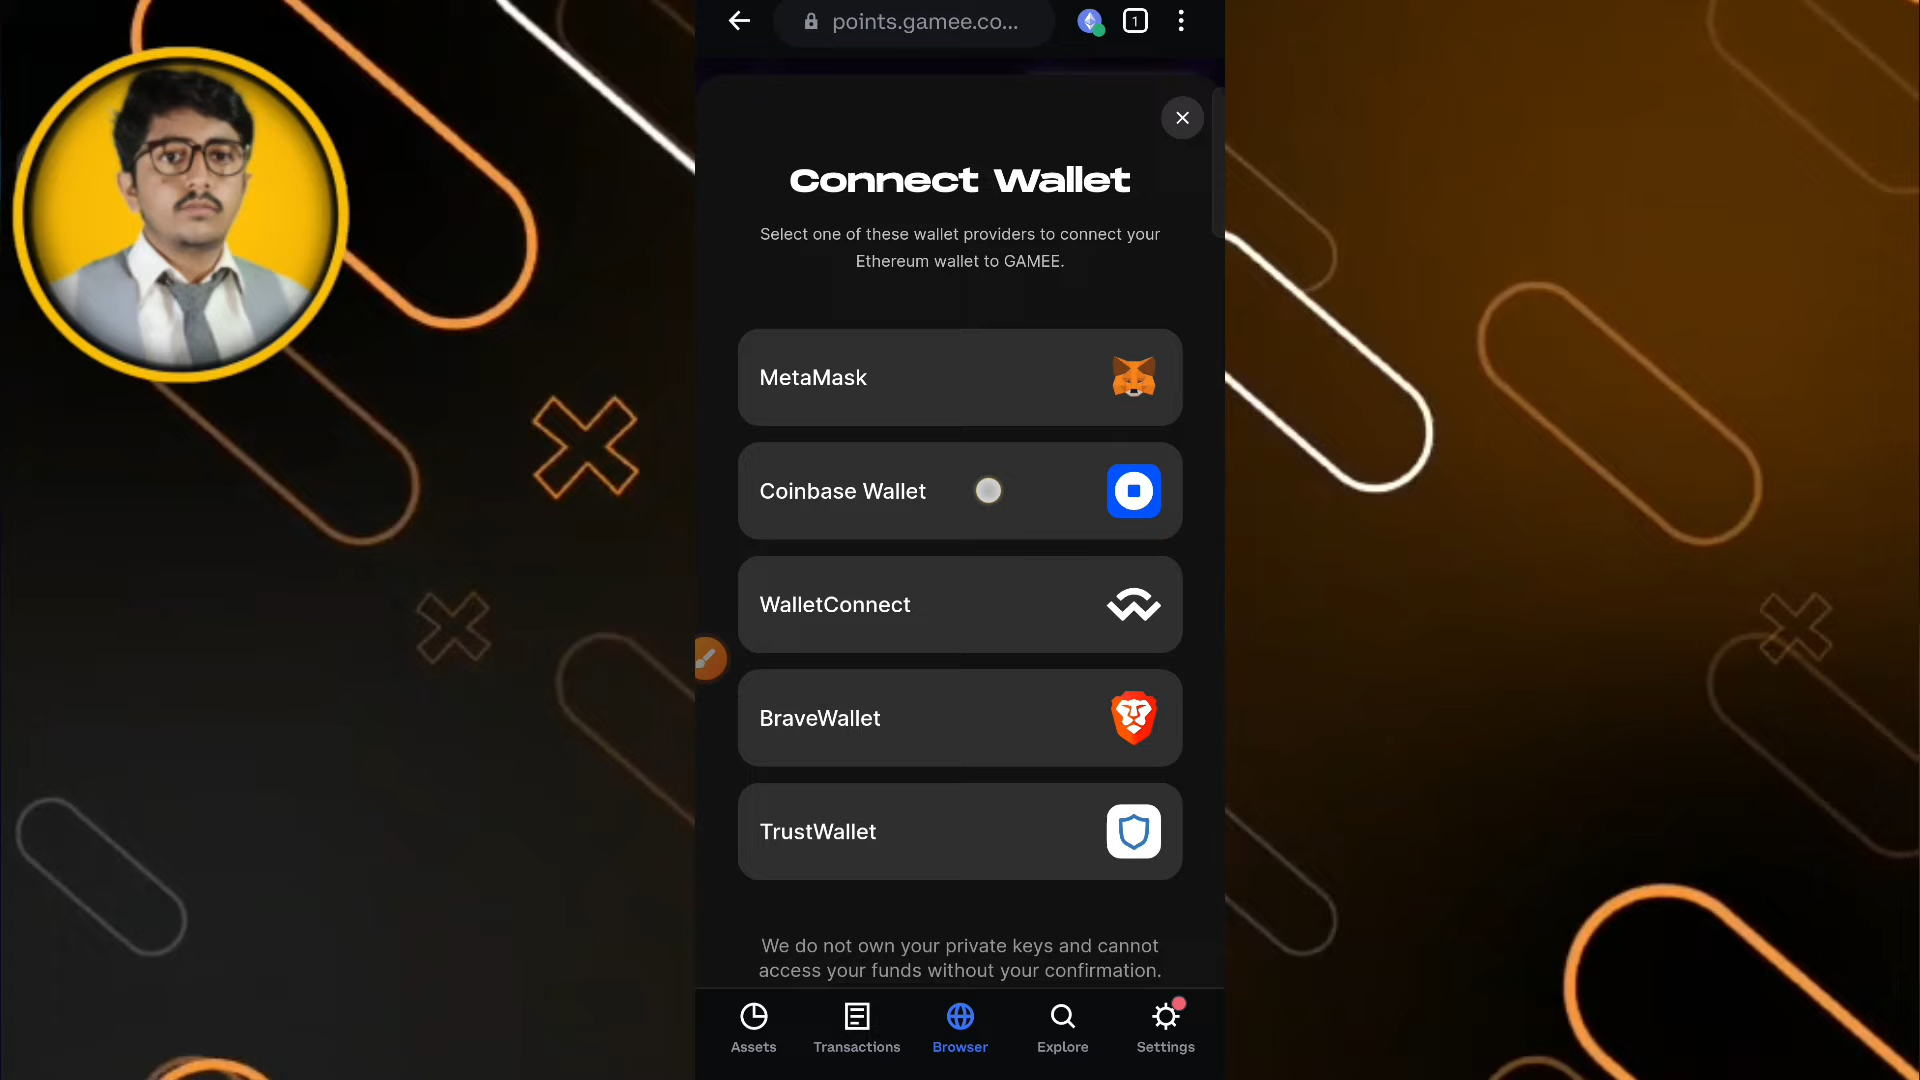 points.gamee.co...
1
Connect Wallet
Select one of these wallet providers to connect your
Ethereum wallet to GAMEE.
MetaMask
Coinbase Wallet
WalletConnect
BraveWallet
TrustWallet
We do not own your private keys and cannot
access your funds without your confirmation.
Assets
Transactions
Browser
Explore
Settings